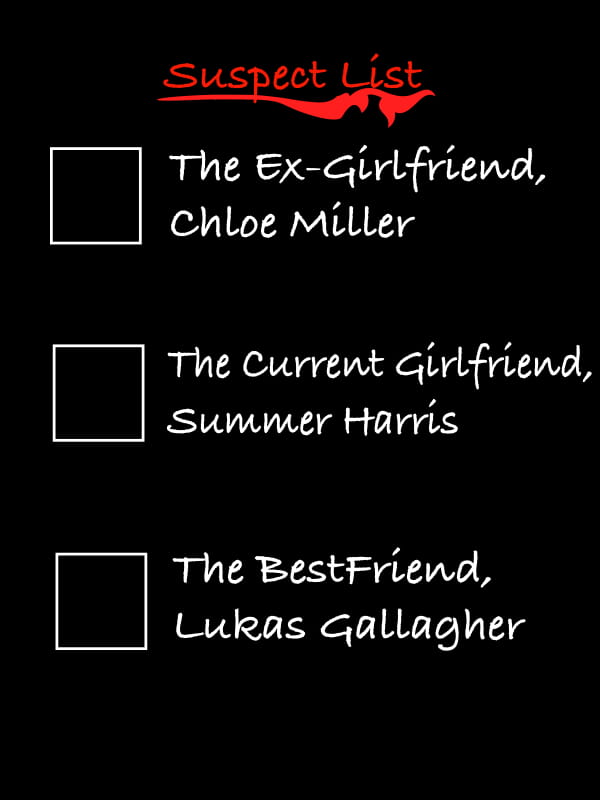 Suspect List
The Ex-Girlfriend,
Chloe Miller
The Current Girlfriend,
Summer Harris
The BestFriend,
Lukas Gallagher